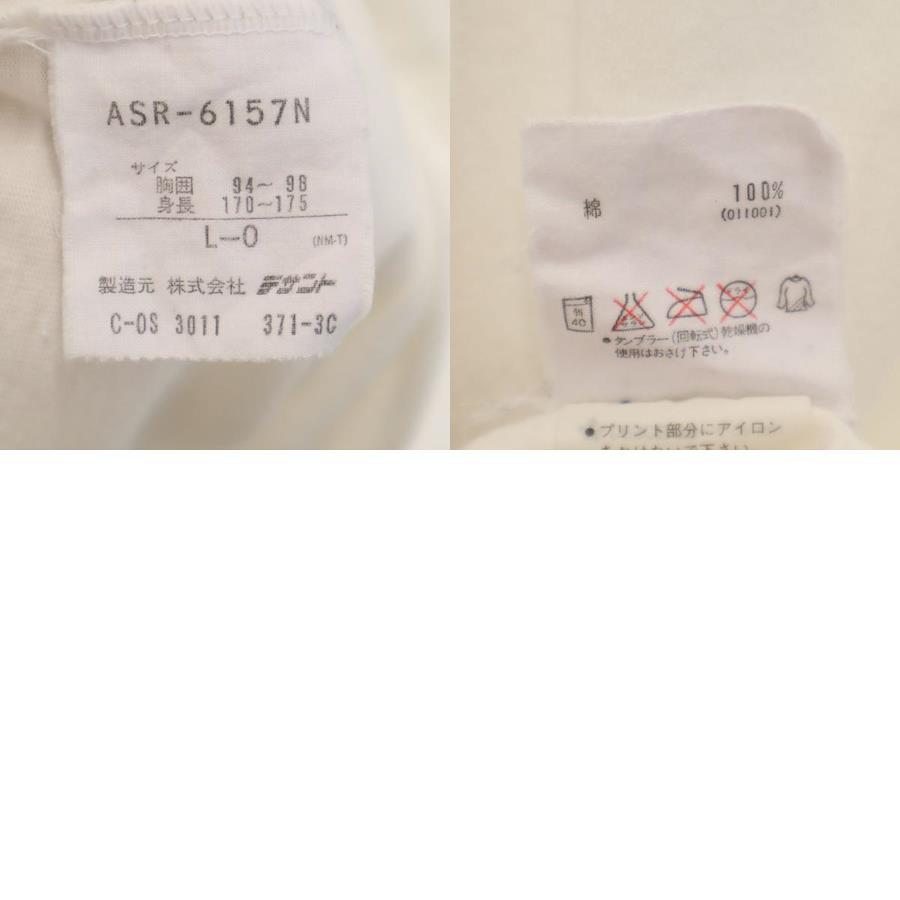 ASR-6157N
サイズ
胸囲 94～98
身長 170～175
L-O (NM-T)
製造元 株式会社 デサント
C-OS 3011 371-3C
綿 100%
(011001)
40
●タンブラー(回転式)乾燥機の
使用はおさけ下さい。
●プリント部分にアイロン